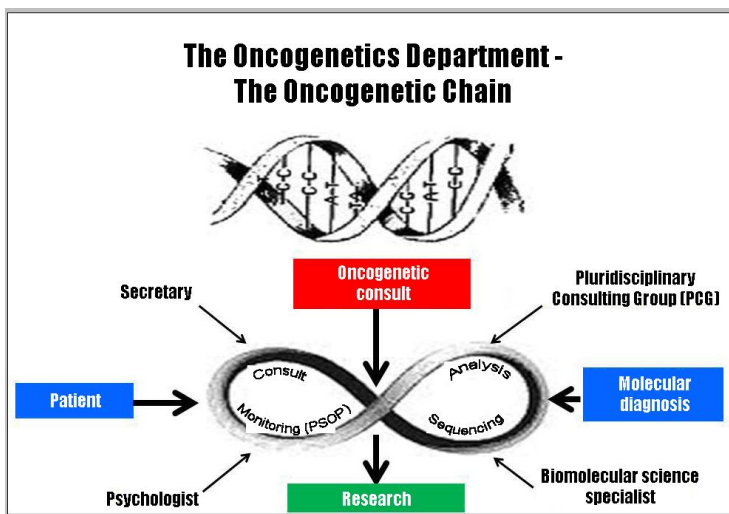 The Oncogenetics Department -
The Oncogenetic Chain
C-C
A-T
C-C
A-T
C-C
Oncogenetic
consult
Secretary
Pluridisciplinary
Consulting Group (PCG)
Consult
Analysis
Patient
Molecular
diagnosis
Monitoring (PSOP)
Sequencing
Psychologist
Research
Biomolecular science
specialist